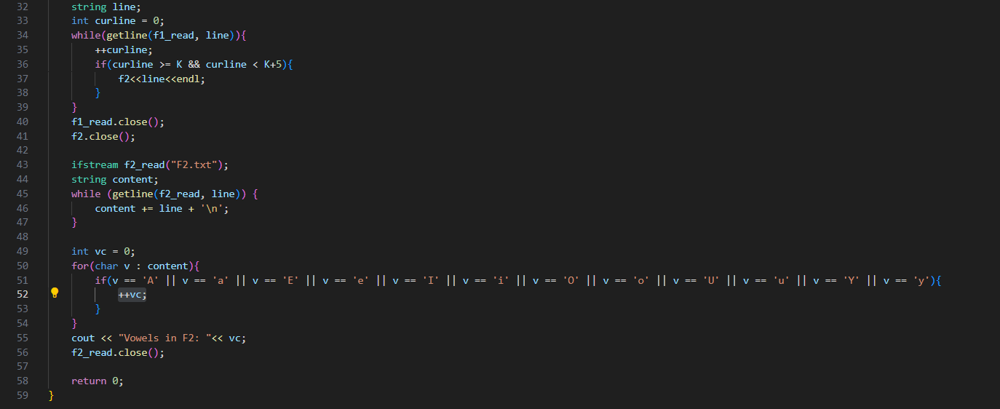 32 string line;
33 int curline = 0;
34 while(getline(f1_read, line)){
35 ++curline;
36 if(curline >= K && curline < K+5){
37 f2<<line<<endl;
38 }
39 }
40 f1_read.close();
41 f2.close();
42
43 ifstream f2_read("F2.txt");
44 string content;
45 while (getline(f2_read, line)) {
46 content += line + '\n';
47 }
48
49 int vc = 0;
50 for(char v : content){
51 if(v == 'A' || v == 'a' || v == 'E' || v == 'e' || v == 'I' || v == 'i' || v == 'O' || v == 'o' || v == 'U' || v == 'u' || v == 'Y' || v == 'y'){
52 ++vc;
53 }
54 }
55 cout << "Vowels in F2: "<< vc;
56 f2_read.close();
57
58 return 0;
59 }